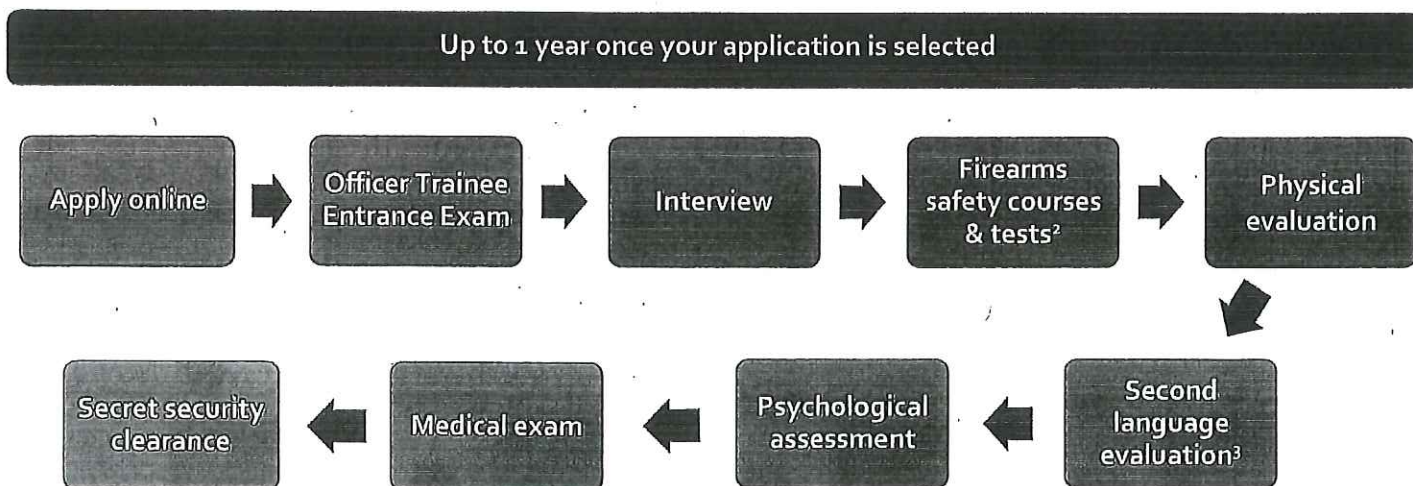 Up to 1 year once your application is selected
Apply online
Officer Trainee
Entrance Exam
Interview
Firearms
safety courses
& tests²
Physical
evaluation
Second
language
evaluation³
Psychological
assessment
Medical exam
Secret security
clearance